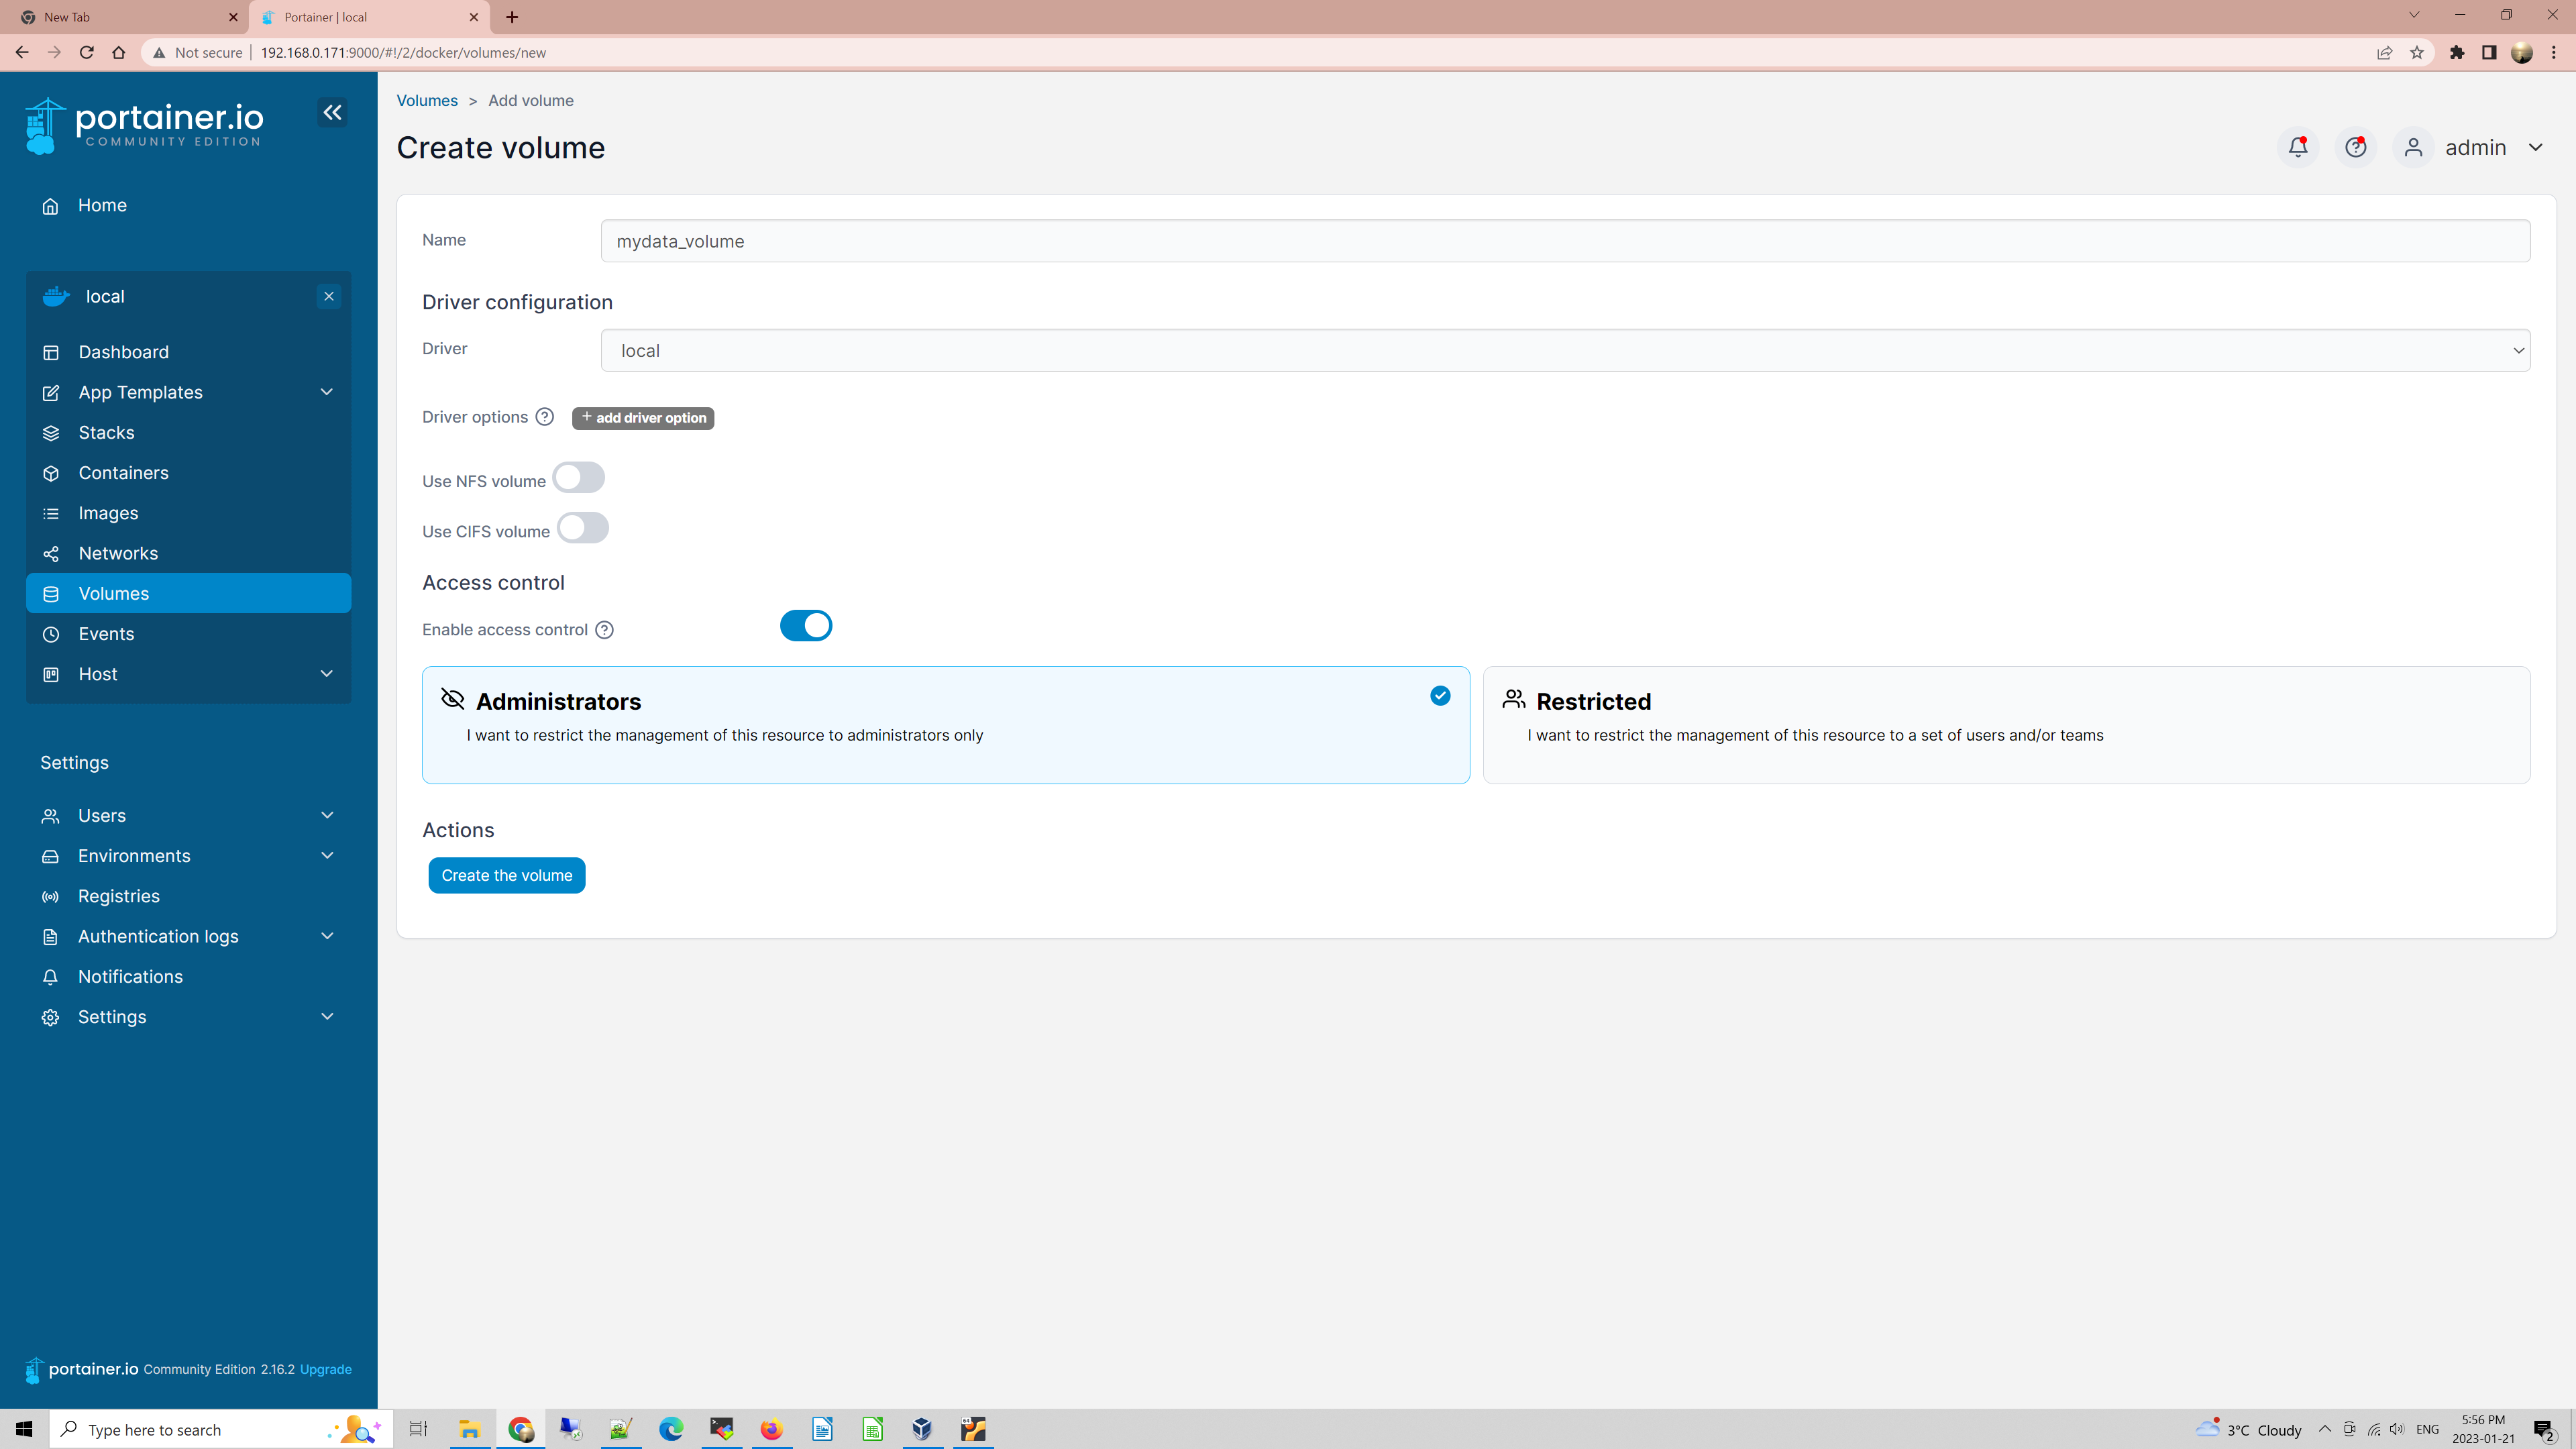 New Tab
Portainer | local
Not secure
192.168.0.171:9000/#!/2/docker/volumes/new
portainer.io
COMMUNITY EDITION
Home
local
Dashboard
App Templates
Stacks
Containers
Images
Networks
Volumes
Events
Host
Settings
Users
Environments
Registries
Authentication logs
Notifications
Settings
portainer.io Community Edition 2.16.2 Upgrade
Volumes > Add volume
Create volume
admin
Name
mydata_volume
Driver configuration
Driver
local
Driver options
+ add driver option
Use NFS volume
Use CIFS volume
Access control
Enable access control
Administrators
I want to restrict the management of this resource to administrators only
Restricted
I want to restrict the management of this resource to a set of users and/or teams
Actions
Create the volume
Type here to search
3°C Cloudy
ENG
5:56 PM
2023-01-21
2